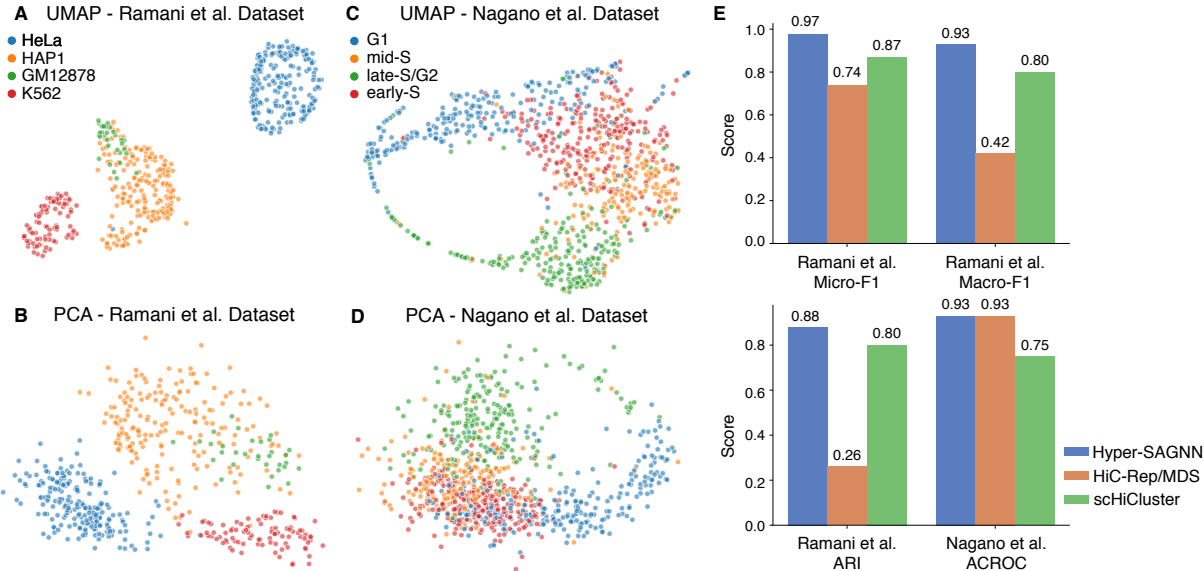 A
UMAP - Ramani et al. Dataset
HeLa
HAP1
GM12878
K562
B
PCA - Ramani et al. Dataset
C
UMAP - Nagano et al. Dataset
G1
mid-S
late-S/G2
early-S
D
PCA - Nagano et al. Dataset
E
Score
1.0
0.8
0.6
0.4
0.2
0.0
0.97
0.74
0.87
0.93
0.42
0.80
Ramani et al.
Micro-F1
Ramani et al.
Macro-F1
Score
0.8
0.6
0.4
0.2
0.0
0.88
0.26
0.80
0.93
0.93
0.75
Ramani et al.
ARI
Nagano et al.
ACROC
Hyper-SAGNN
HiC-Rep/MDS
scHiCluster